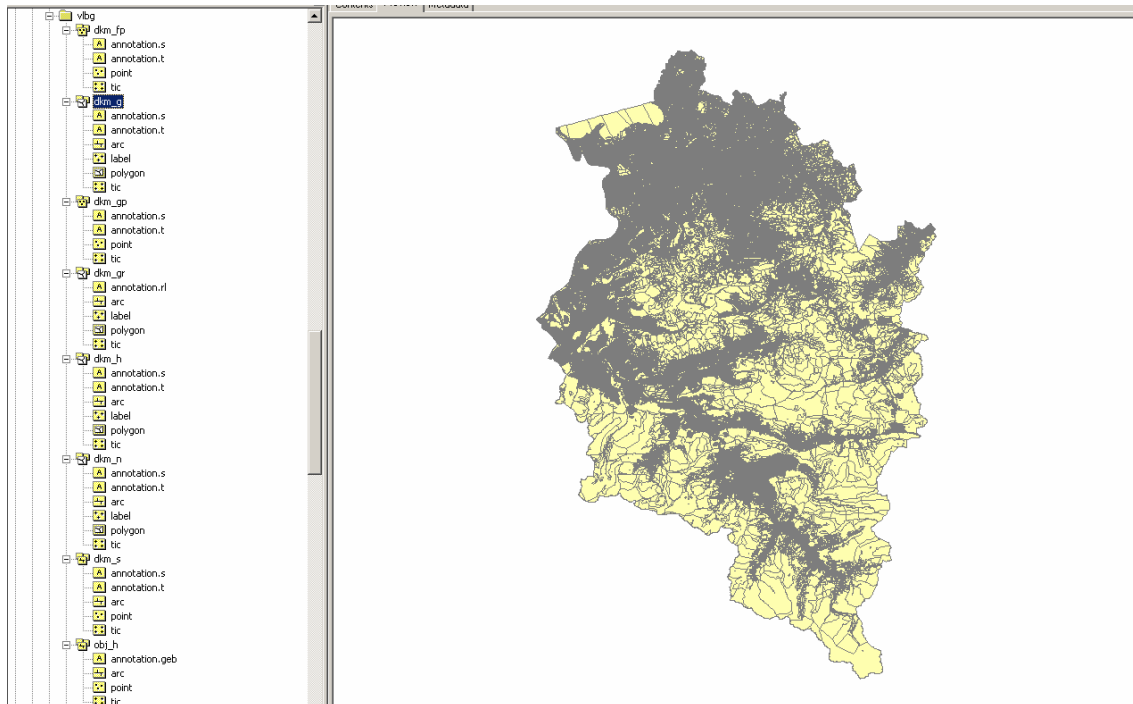 Contents Preview Metadata
vlbg
dkm_fp
annotation.s
annotation.t
point
tic
dkm_g
annotation.s
annotation.t
arc
label
polygon
tic
dkm_gp
annotation.s
annotation.t
point
tic
dkm_gr
annotation.rl
arc
label
polygon
tic
dkm_h
annotation.s
annotation.t
arc
label
polygon
tic
dkm_n
annotation.s
annotation.t
arc
label
polygon
tic
dkm_s
annotation.s
annotation.t
arc
point
tic
obj_h
annotation.geb
arc
point
tic